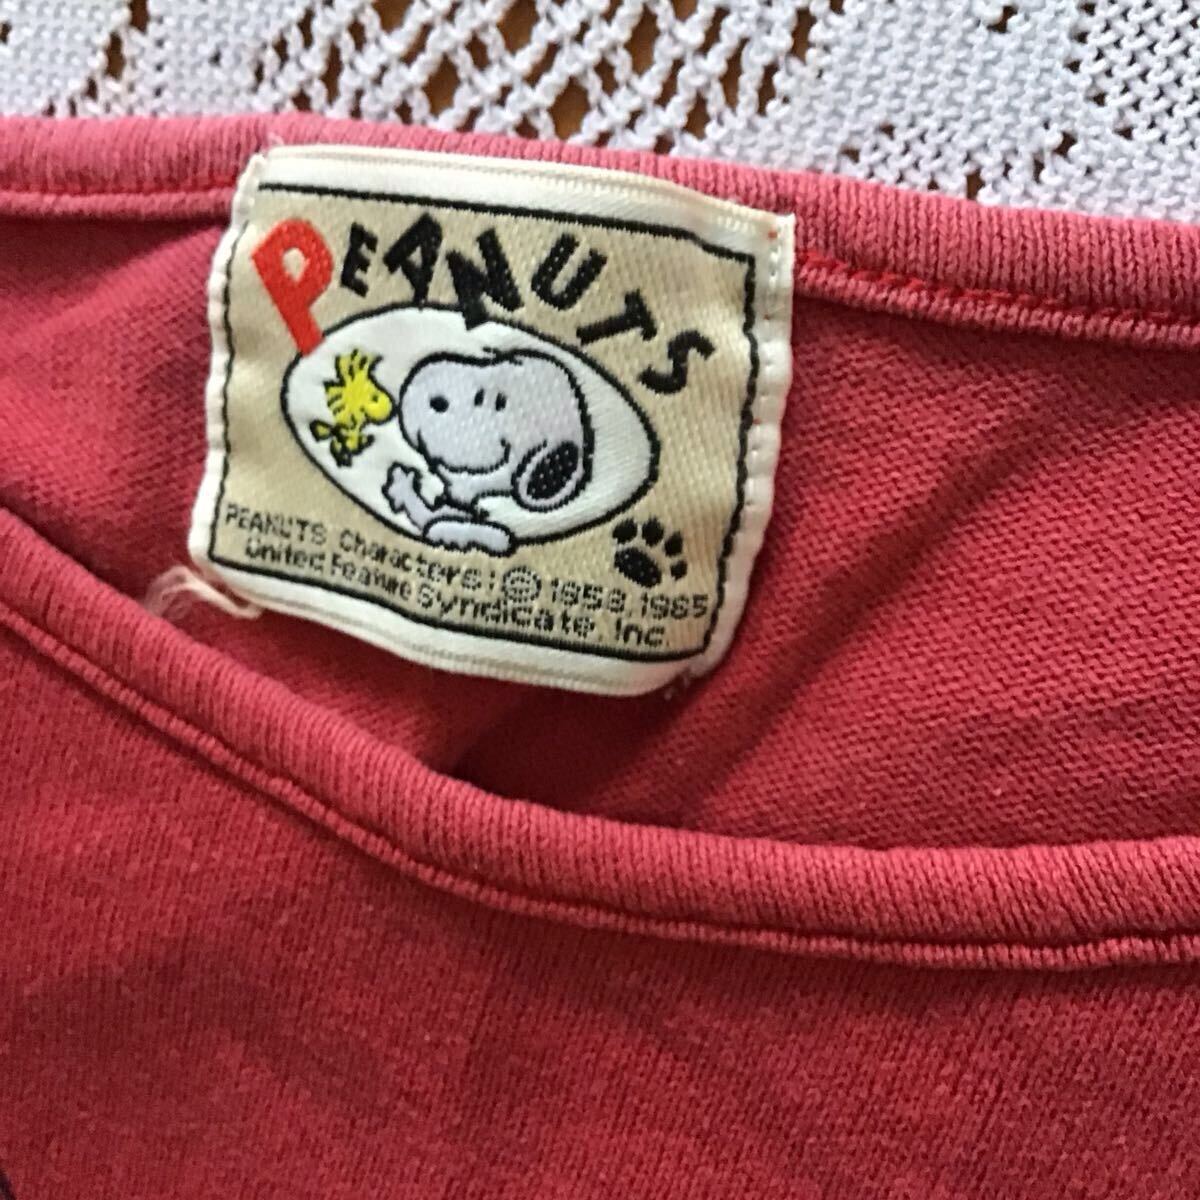 PEANUTS
PEANUTS Characters: © 1958, 1965
United Feature Syndicate, Inc.